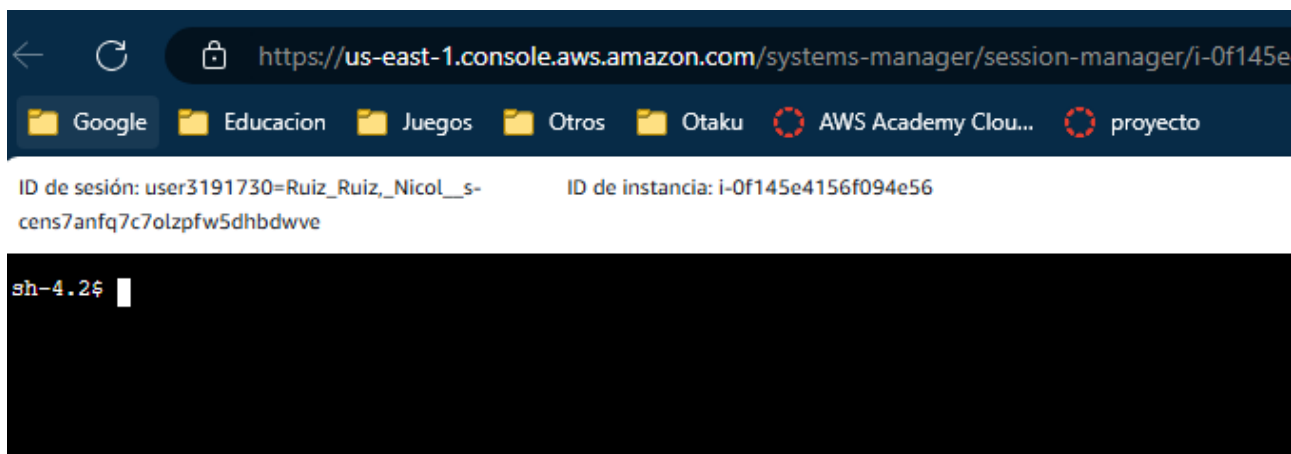 https://us-east-1.console.aws.amazon.com/systems-manager/session-manager/i-0f145e
Google Educacion Juegos Otros Otaku AWS Academy Clou... proyecto
ID de sesión: user3191730=Ruiz_Ruiz,_Nicol__s- ID de instancia: i-0f145e4156f094e56
cens7anfq7c7olzpfw5dhbdwve
sh-4.2$